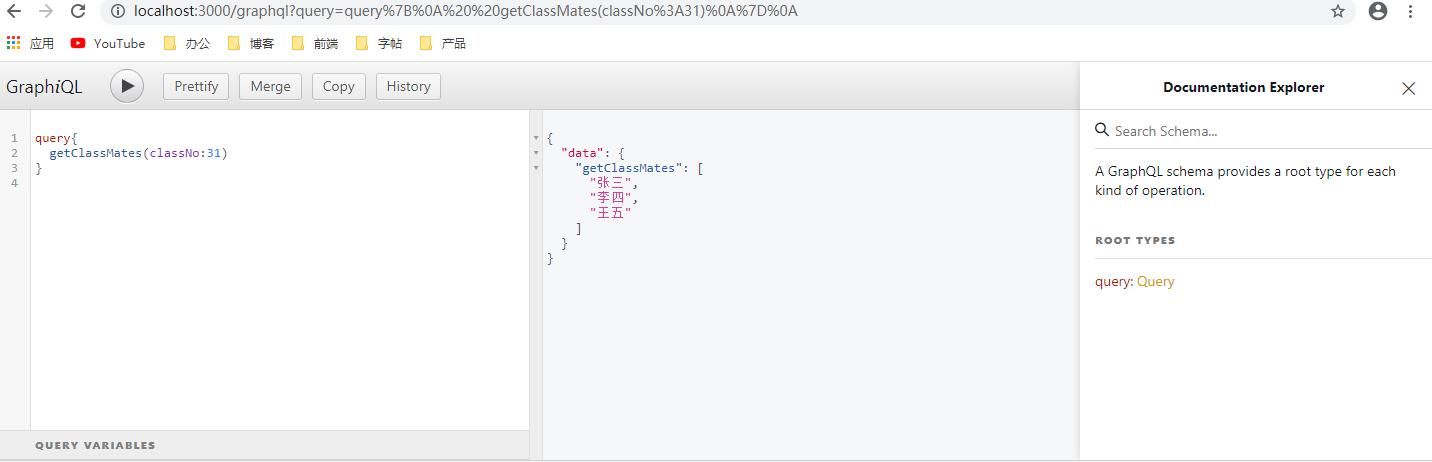 localhost:3000/graphql?query=query%7B%0A%20%20getClassMates(classNo%3A31)%0A%7D%0A
应用 YouTube 办公 博客 前端 字帖 产品
GraphiQL Prettify Merge Copy History
1 query{
2 getClassMates(classNo:31)
3 }
4
QUERY VARIABLES
{
"data": {
"getClassMates": [
"张三",
"李四",
"王五"
]
}
}
Documentation Explorer
Search Schema...
A GraphQL schema provides a root type for each
kind of operation.
ROOT TYPES
query: Query